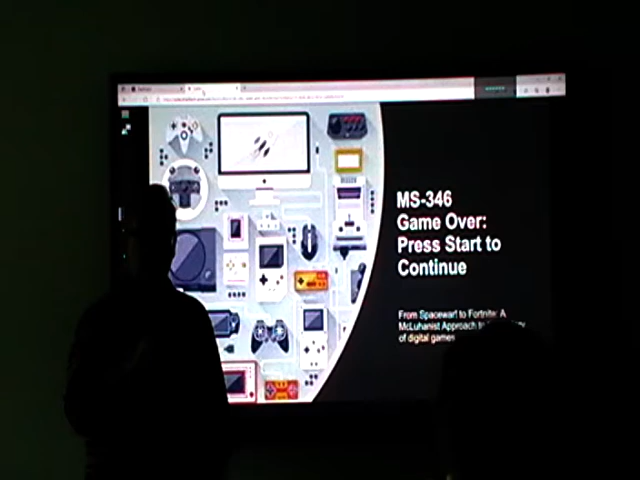 MS-346
Game Over:
Press Start to
Continue
From Spacewar! to Fortnite: A
McLuhanist Approach to
of digital games